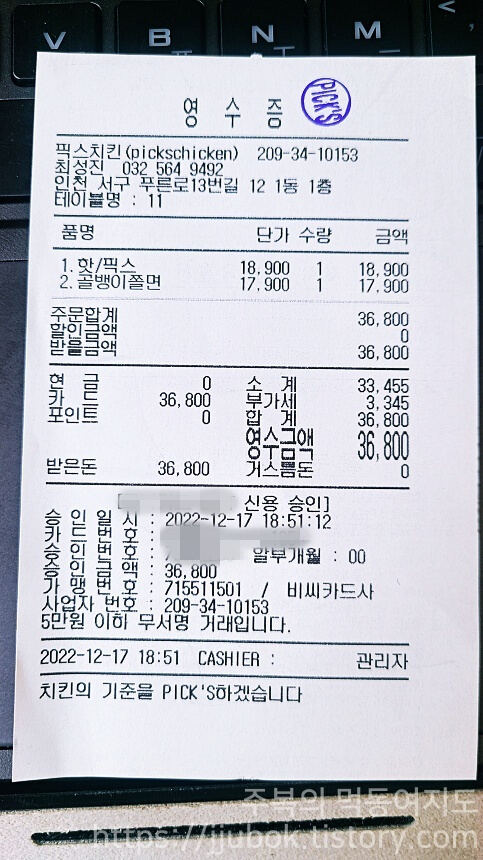 V B N M
영 수 증 PICK'S
픽스치킨(pickschicken) 209-34-10153
최성진 032 564 9492
인천 서구 푸른로13번길 12 1동 1층
테이블명 : 11
품명 단가 수량 금액
1. 핫/픽스 18,900 1 18,900
2. 골뱅이쫄면 17,900 1 17,900
주문합계 36,800
할인금액 0
받을금액 36,800
현 금 0 소 계 33,455
카 드 36,800 부가세 3,345
포인트 0 합 계 36,800
영수금액 36,800
받은돈 36,800 거스름돈 0
신용 승인]
승 인 일 시 : 2022-12-17 18:51:12
카 드 번 호 :
승 인 번 호 : 할부개월 : 00
승 인 금 액 : 36,800
가 맹 번 호 : 715511501 / 비씨카드사
사업자 번호 : 209-34-10153
5만원 이하 무서명 거래입니다.
2022-12-17 18:51 CASHIER : 관리자
치킨의 기준을 PICK'S하겠습니다
주복의 먹동여지도
https://jjubok.tistory.com